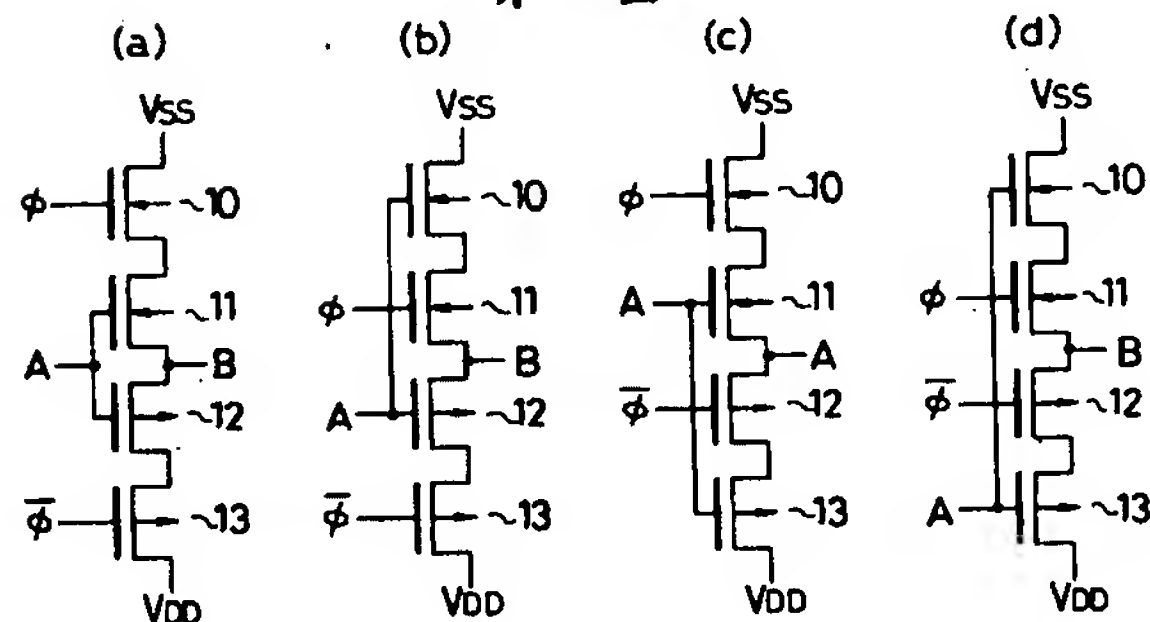 (a) (b) (c) (d)
VSS VSS VSS VSS
φ ~10 ~10 φ ~10 ~10
~11 φ ~11 A ~11 φ ~11
A B B A B
~12 A ~12 φ̅ ~12 φ̅ ~12
φ̅ ~13 φ̅ ~13 ~13 A ~13
VDD VDD VDD VDD